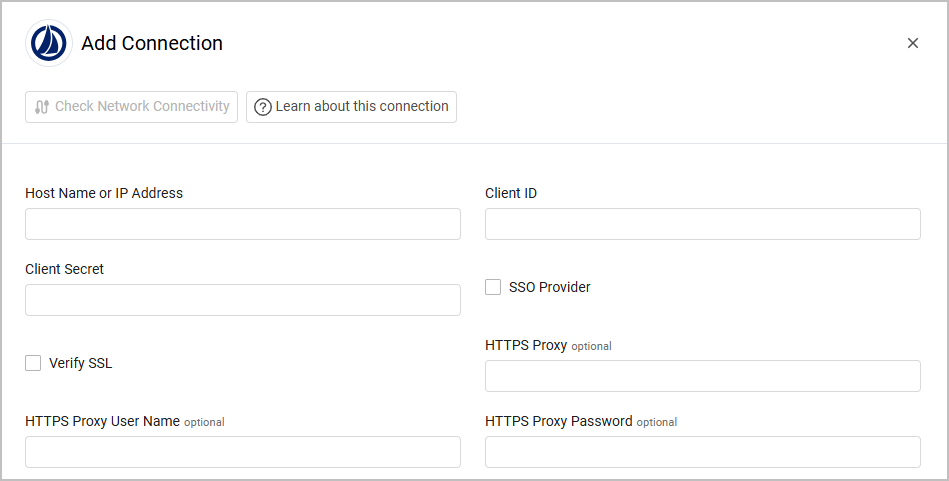 Add Connection
Check Network Connectivity
Learn about this connection
Host Name or IP Address
Client ID
Client Secret
SSO Provider
Verify SSL
HTTPS Proxy optional
HTTPS Proxy User Name optional
HTTPS Proxy Password optional